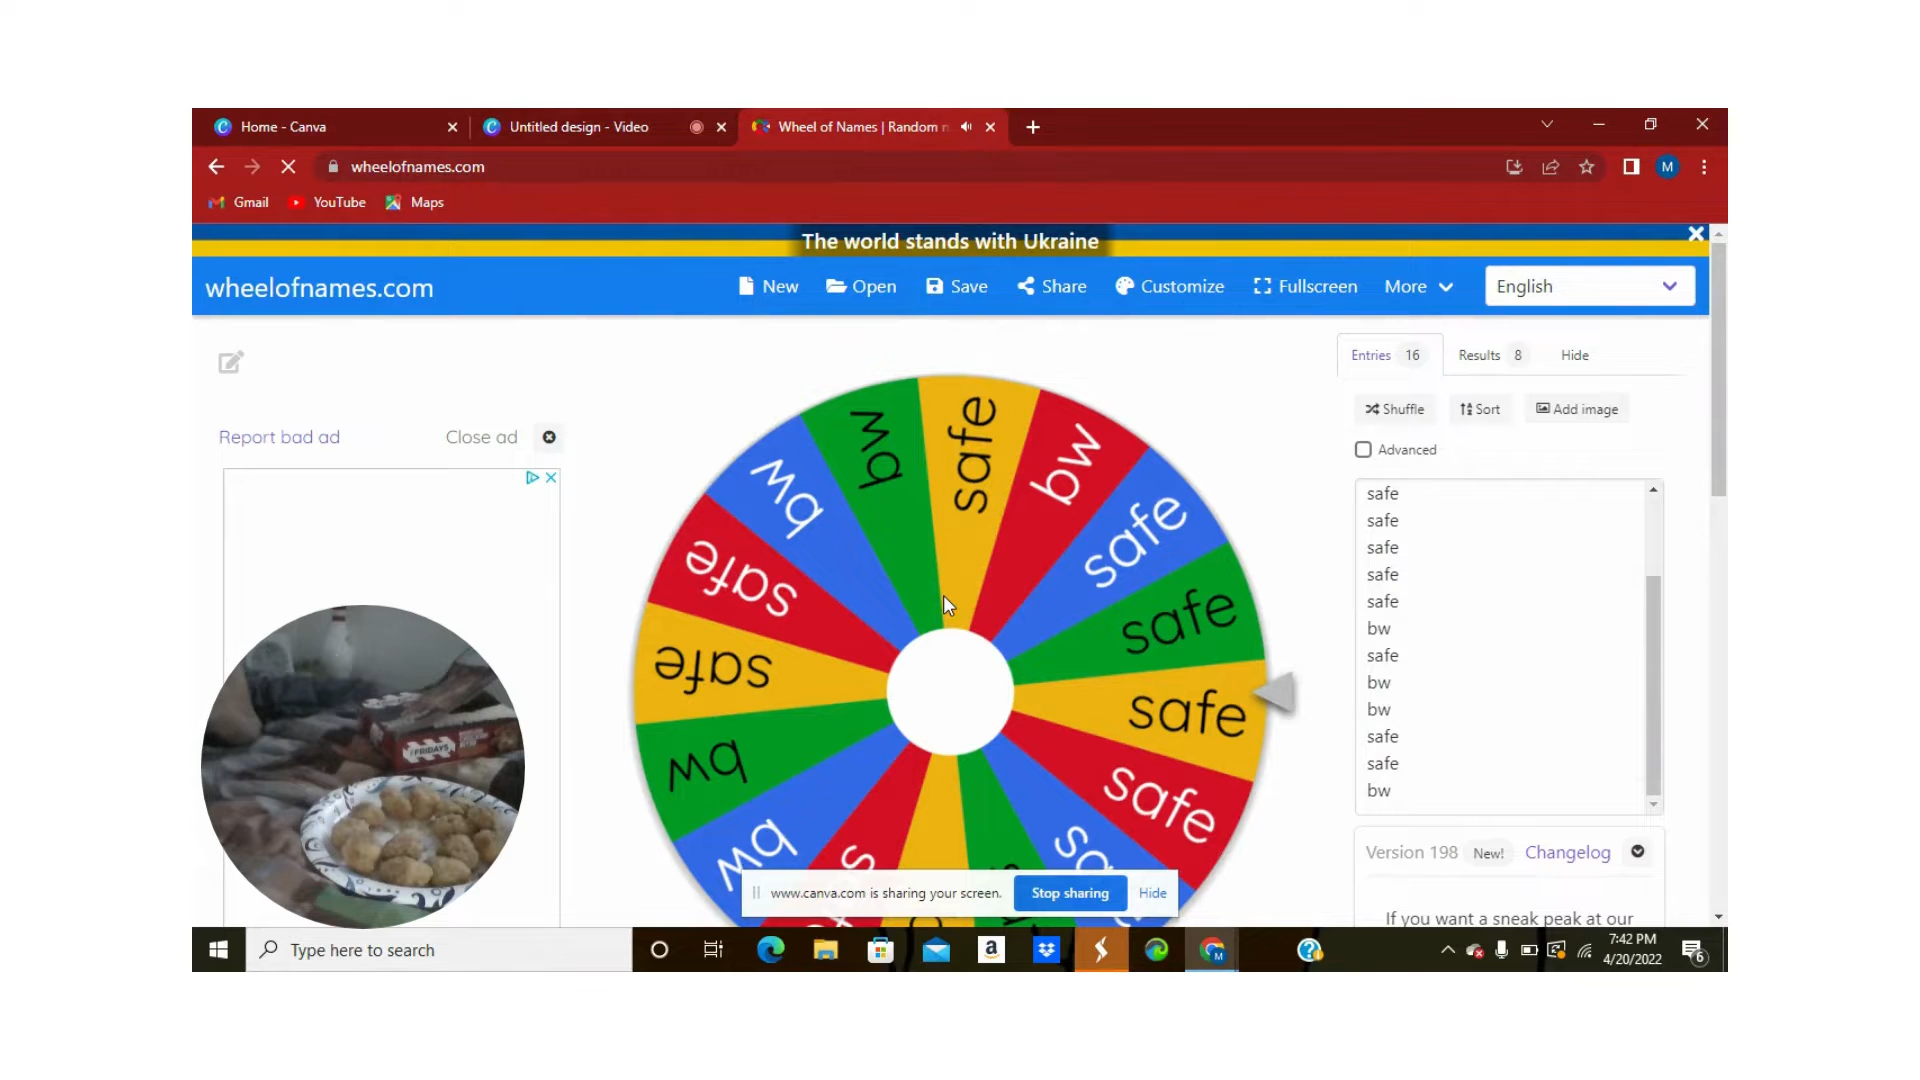 Home - Canva
Untitled design - Video
Wheel of Names | Random n
wheelofnames.com
M
Gmail
YouTube
Maps
The world stands with Ukraine
wheelofnames.com
New
Open
Save
Share
Customize
Fullscreen
More
English
Entries 16
Results 8
Hide
Shuffle
Sort
Add image
Advanced
Report bad ad
Close ad
safe
safe
safe
safe
safe
bw
safe
bw
bw
safe
safe
bw
safe
bw
safe
safe
safe
safe
bw
bw
safe
safe
bw
bw
FRIDAYS
Version 198 New! Changelog
If you want a sneak peak at our
www.canva.com is sharing your screen.
Stop sharing
Hide
Type here to search
7:42 PM
4/20/2022
6